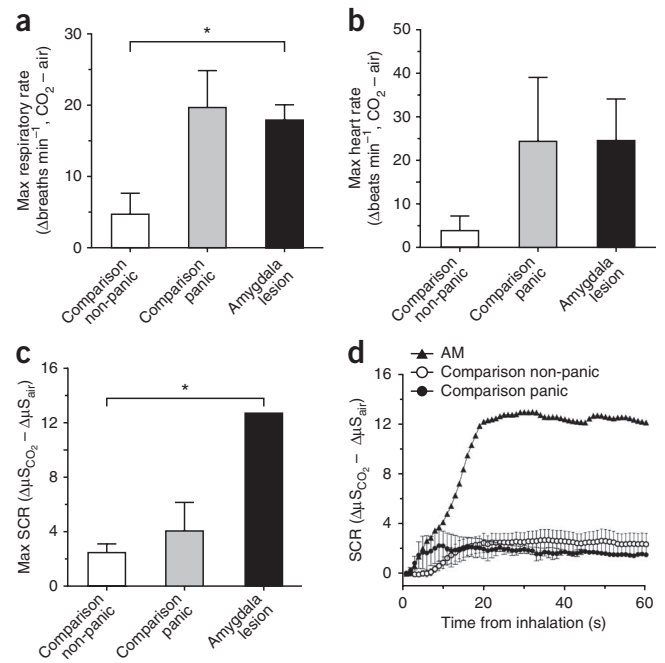 a
*
Max respiratory rate
(Δbreaths min⁻¹, CO₂ – air)
30
20
10
0
Comparison
non-panic
Comparison
panic
Amygdala
lesion
b
Max heart rate
(Δbeats min⁻¹, CO₂ – air)
50
40
30
20
10
0
Comparison
non-panic
Comparison
panic
Amygdala
lesion
c
*
Max SCR (ΔµS_CO₂ – ΔµS_air)
16
12
8
4
0
Comparison
non-panic
Comparison
panic
Amygdala
lesion
d
AM
Comparison non-panic
Comparison panic
SCR (ΔµS_CO₂ – ΔµS_air)
16
12
8
4
0
0
20
40
60
Time from inhalation (s)